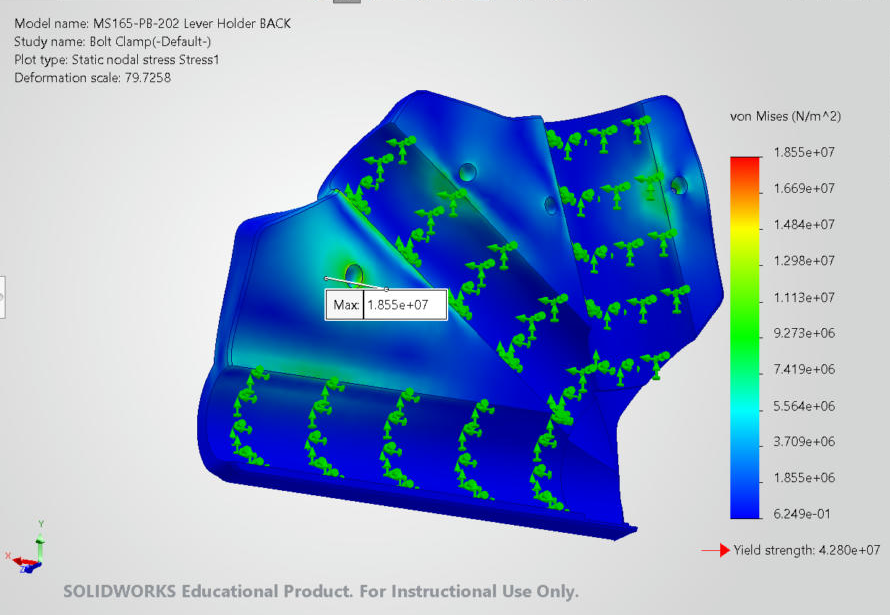 Model name: MS165-PB-202 Lever Holder BACK
Study name: Bolt Clamp(-Default-)
Plot type: Static nodal stress Stress1
Deformation scale: 79.7258
von Mises (N/m^2)
1.855e+07
1.669e+07
1.484e+07
1.298e+07
1.113e+07
9.273e+06
7.419e+06
5.564e+06
3.709e+06
1.855e+06
6.249e-01
Yield strength: 4.280e+07
Max: 1.855e+07
Y
X
Z
SOLIDWORKS Educational Product. For Instructional Use Only.